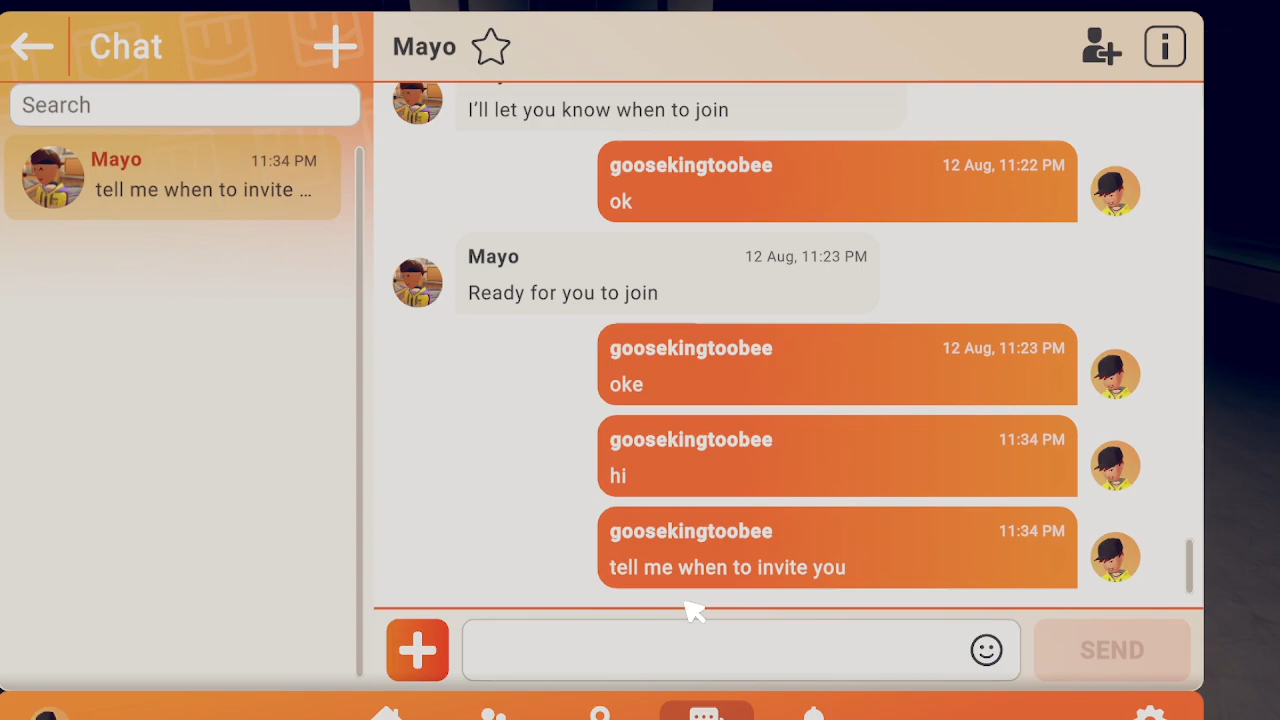 Chat
Search
Mayo 11:34 PM
tell me when to invite ...
Mayo
I'll let you know when to join
goosekingtoobee 12 Aug, 11:22 PM
ok
Mayo 12 Aug, 11:23 PM
Ready for you to join
goosekingtoobee 12 Aug, 11:23 PM
oke
goosekingtoobee 11:34 PM
hi
goosekingtoobee 11:34 PM
tell me when to invite you
SEND